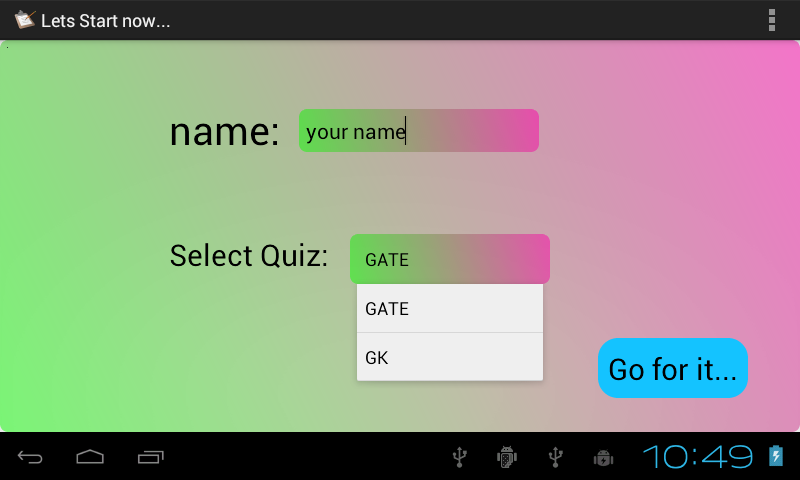 Lets Start now...
name: your name
Select Quiz: GATE
GATE
GK
Go for it...
10:49